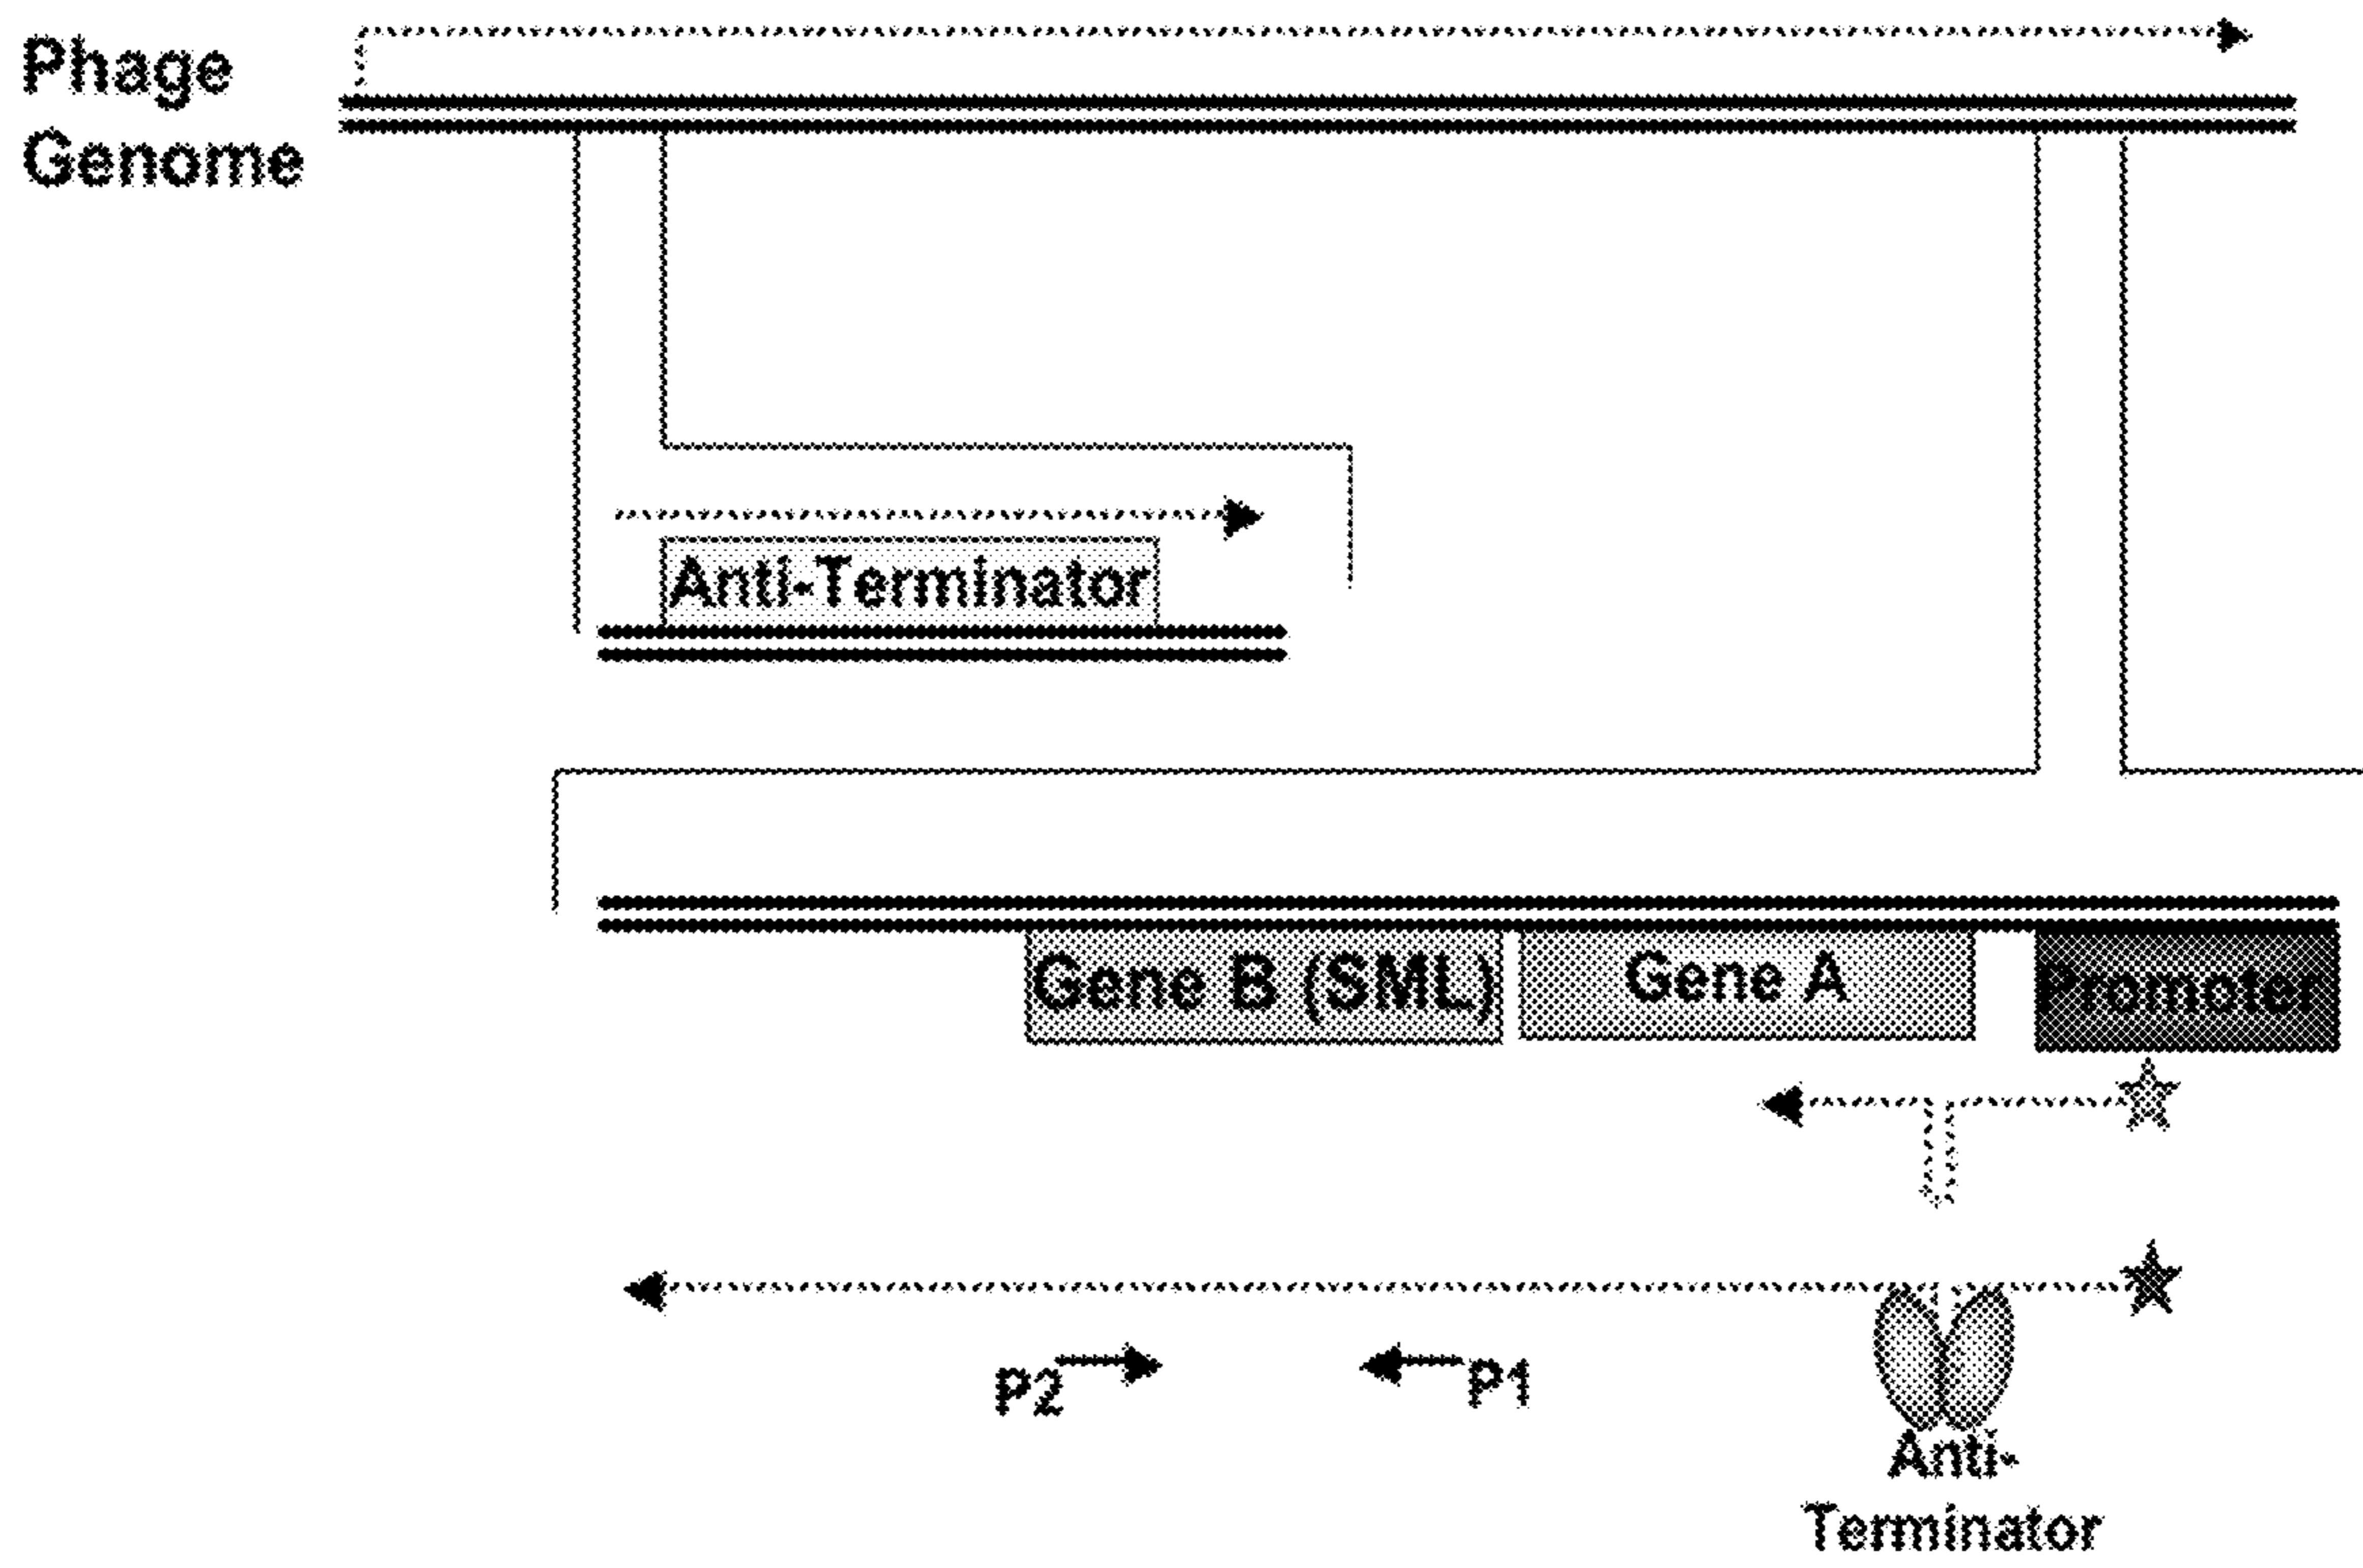 Phage
Genome
Anti-Terminator
Gene B (SML)
Gene A
Promoter
P2
P1
Anti-
Terminator